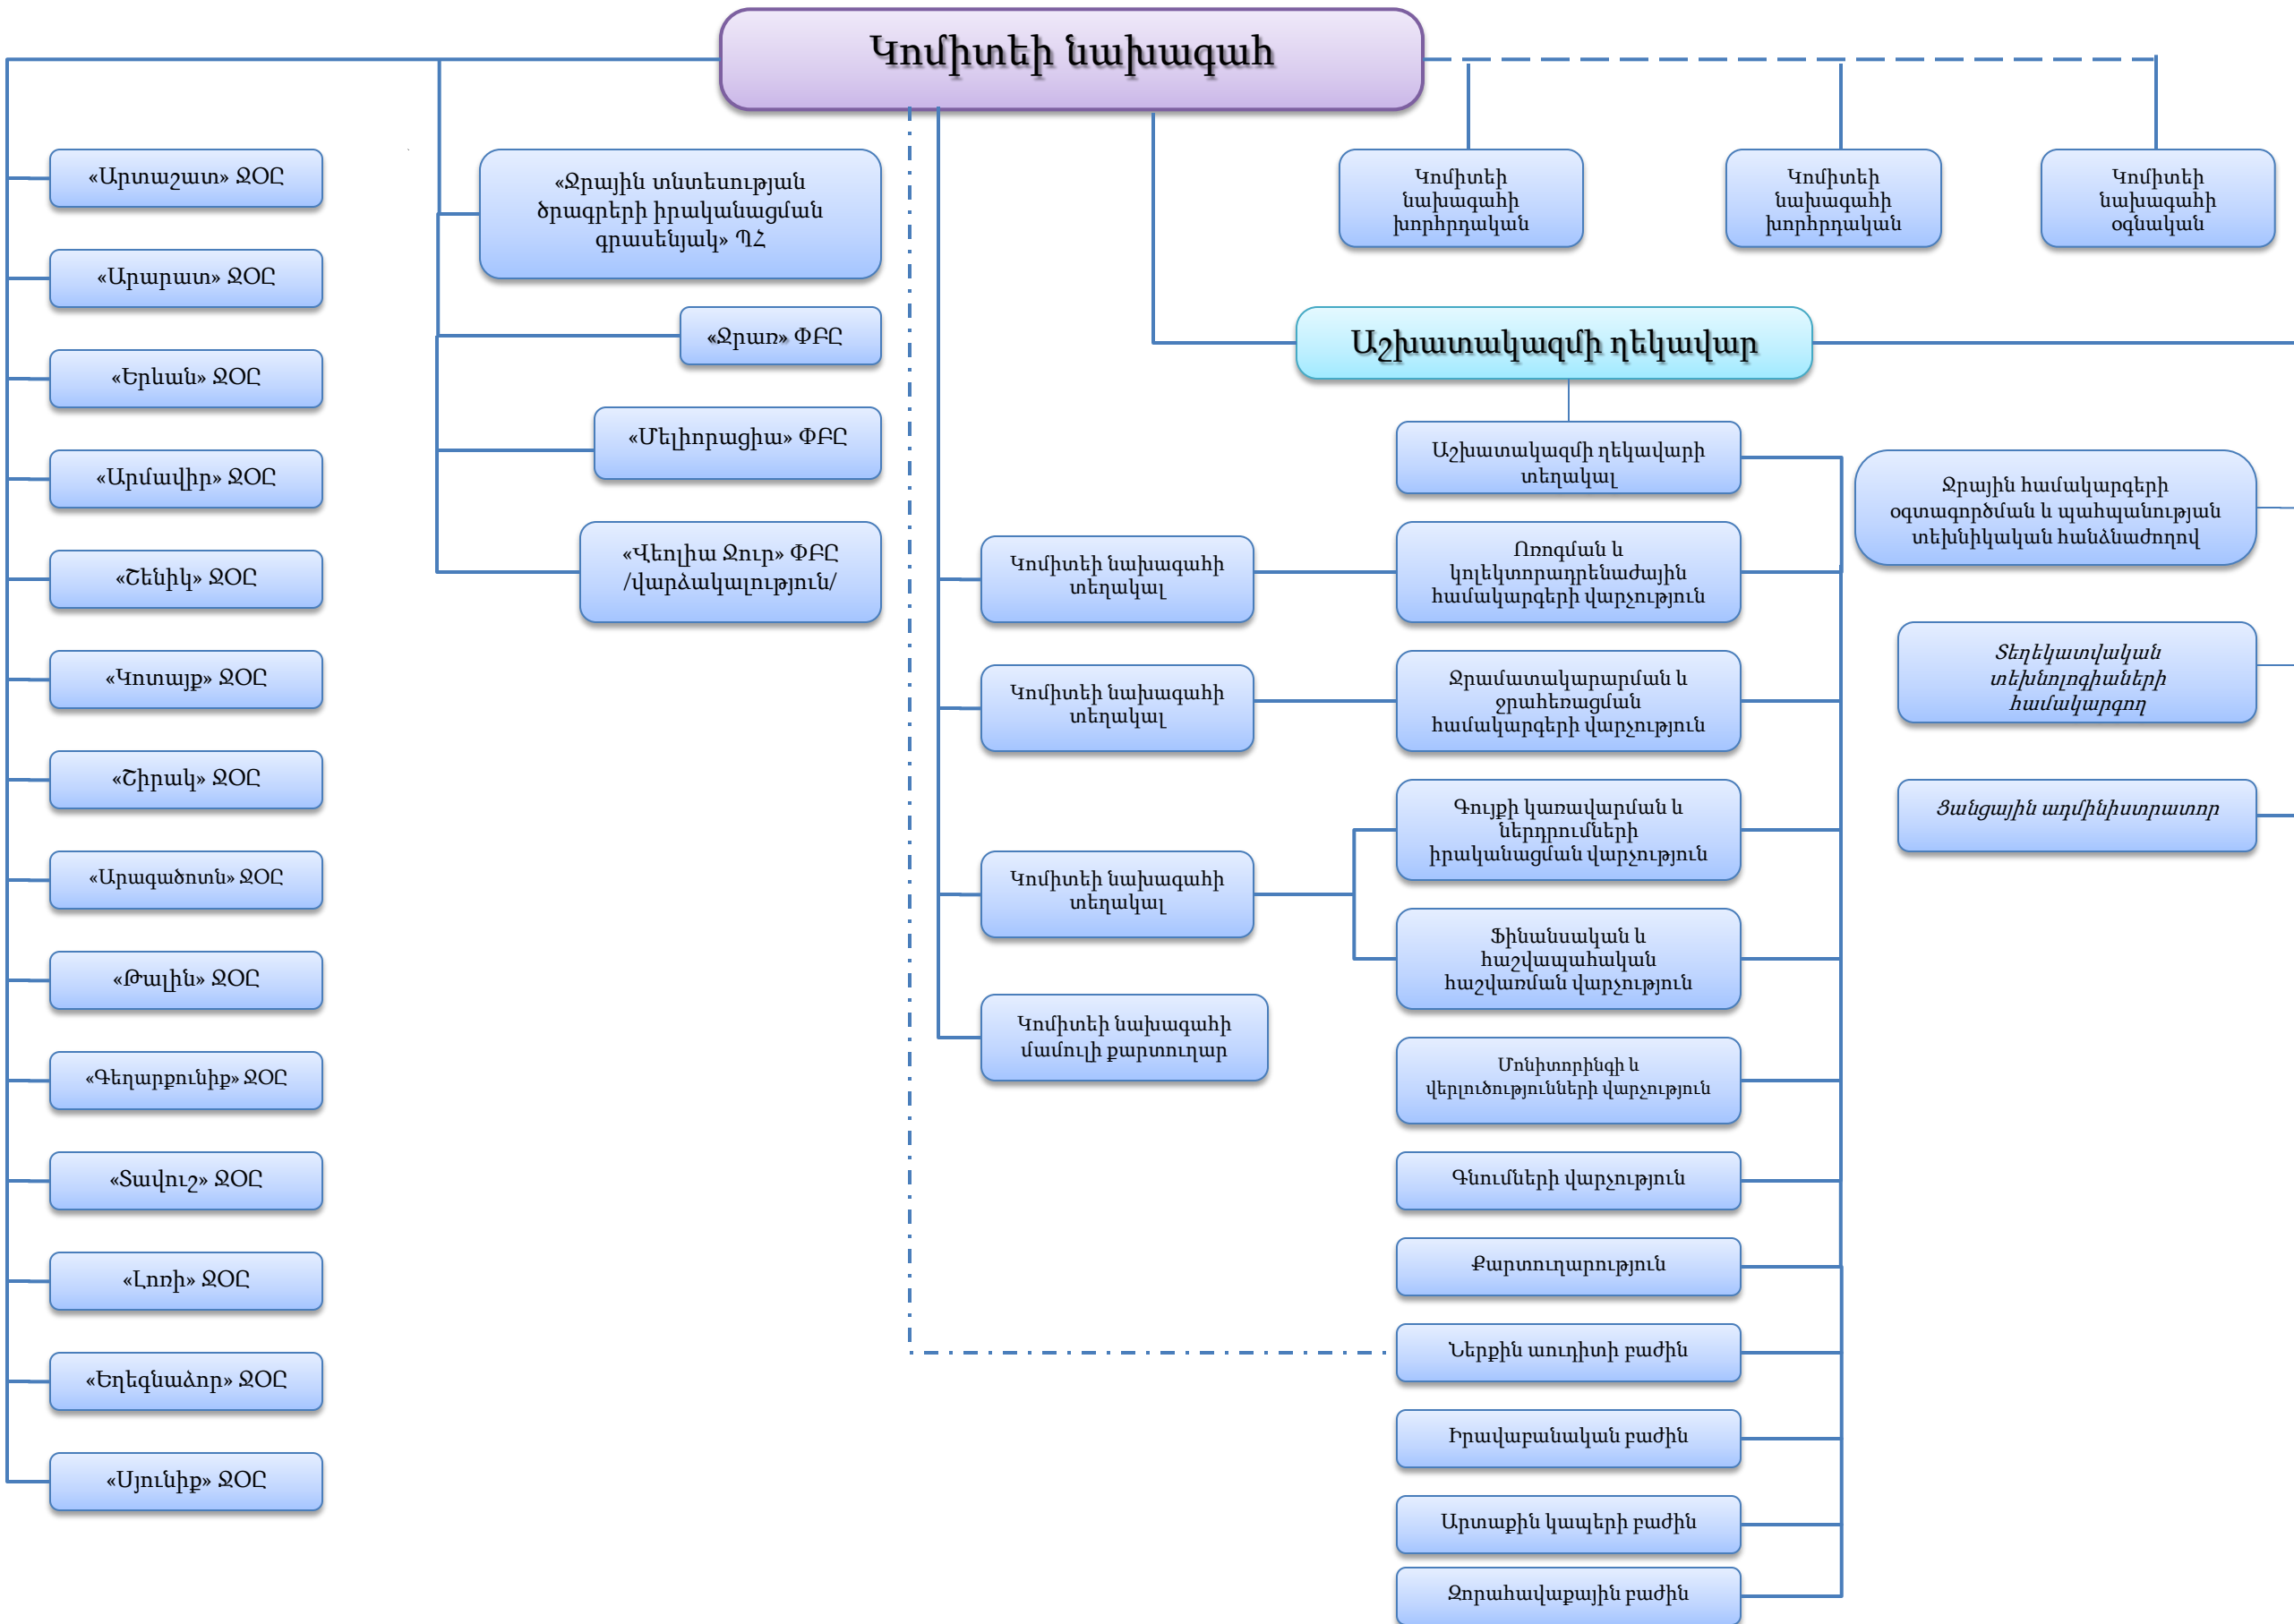 Կոմիտեի նախագահ
«Արտաշատ» ՋՕԸ
«Արարատ» ՋՕԸ
«Երևան» ՋՕԸ
«Արմավիր» ՋՕԸ
«Շենիկ» ՋՕԸ
«Կոտայք» ՋՕԸ
«Շիրակ» ՋՕԸ
«Արագածոտն» ՋՕԸ
«Թալին» ՋՕԸ
«Գեղարքունիք» ՋՕԸ
«Տավուշ» ՋՕԸ
«Լոռի» ՋՕԸ
«Եղեգնաձոր» ՋՕԸ
«Սյունիք» ՋՕԸ
«Ջրային տնտեսության
ծրագրերի իրականացման
գրասենյակ» ՊՀ
«Ջրառ» ՓԲԸ
«Մելիորացիա» ՓԲԸ
«Վեոլիա Ջուր» ՓԲԸ
/վարձակալություն/
Կոմիտեի
նախագահի
խորհրդական
Կոմիտեի
նախագահի
խորհրդական
Կոմիտեի
նախագահի
օգնական
Աշխատակազմի ղեկավար
Աշխատակազմի ղեկավարի
տեղակալ
Կոմիտեի նախագահի
տեղակալ
Կոմիտեի նախագահի
տեղակալ
Կոմիտեի նախագահի
տեղակալ
Կոմիտեի նախագահի
մամուլի քարտուղար
Ոռոգման և
կոլեկտորադրենաժային
համակարգերի վարչություն
Ջրամատակարարման և
ջրահեռացման
համակարգերի վարչություն
Գույքի կառավարման և
ներդրումների
իրականացման վարչություն
Ֆինանսական և
հաշվապահական
հաշվառման վարչություն
Մոնիտորինգի և
վերլուծությունների վարչություն
Գնումների վարչություն
Քարտուղարություն
Ներքին աուդիտի բաժին
Իրավաբանական բաժին
Արտաքին կապերի բաժին
Զորահավաքային բաժին
Ջրային համակարգերի
օգտագործման և պահպանության
տեխնիկական հանձնաժողով
Տեղեկատվական
տեխնոլոգիաների
համակարգող
Ցանցային ադմինիստրատոր